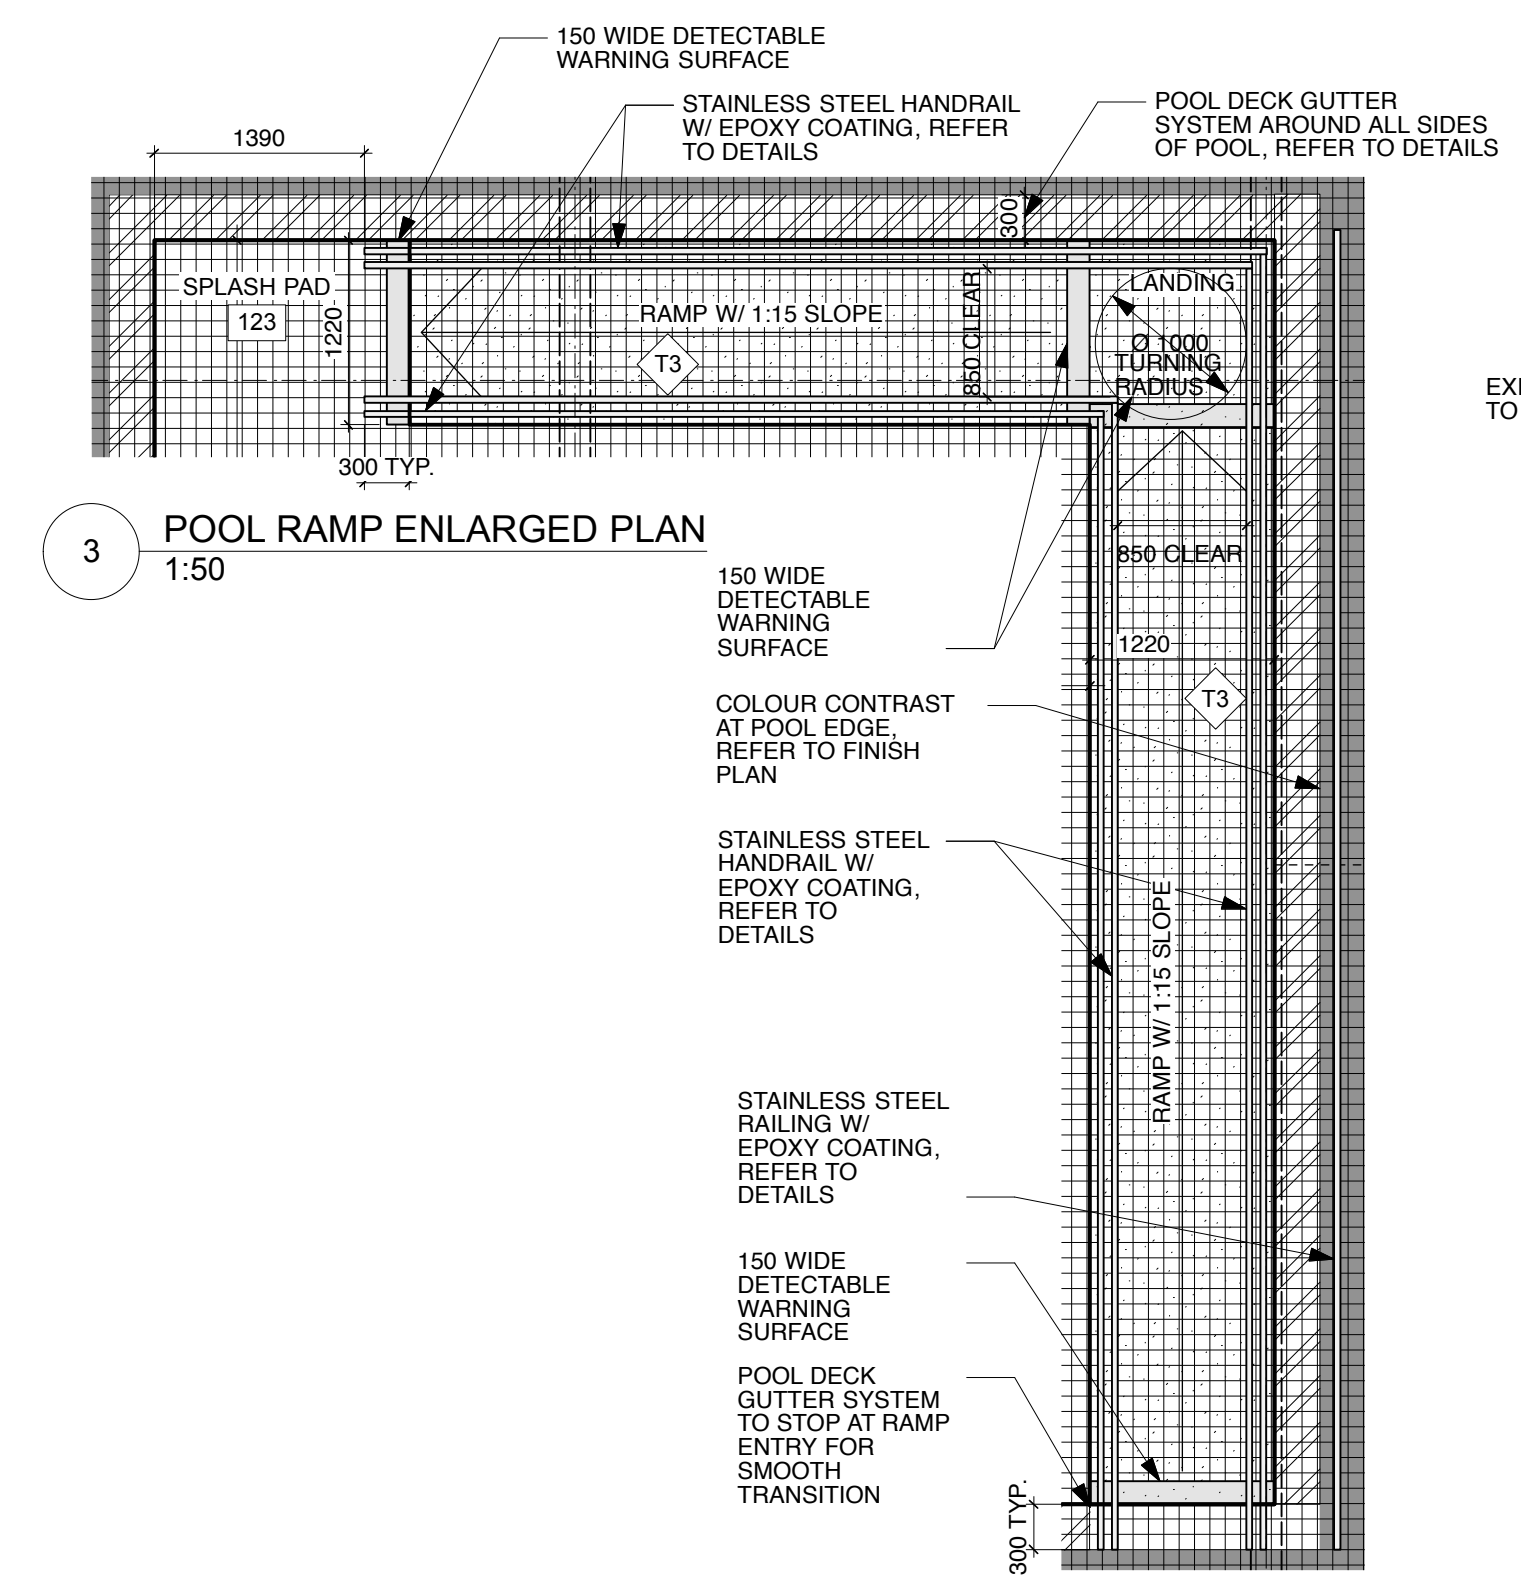 150 WIDE DETECTABLE
WARNING SURFACE
STAINLESS STEEL HANDRAIL
W/ EPOXY COATING, REFER
TO DETAILS
POOL DECK GUTTER
SYSTEM AROUND ALL SIDES
OF POOL, REFER TO DETAILS
1390
300
SPLASH PAD
123
1220
RAMP W/ 1:15 SLOPE
T3
850 CLEAR
LANDING
Ø 1000
TURNING
RADIUS
EXI
TO
300 TYP.
3
POOL RAMP ENLARGED PLAN
1:50
850 CLEAR
150 WIDE
DETECTABLE
WARNING
SURFACE
1220
T3
COLOUR CONTRAST
AT POOL EDGE,
REFER TO FINISH
PLAN
STAINLESS STEEL
HANDRAIL W/
EPOXY COATING,
REFER TO
DETAILS
RAMP W/ 1:15 SLOPE
STAINLESS STEEL
RAILING W/
EPOXY COATING,
REFER TO
DETAILS
150 WIDE
DETECTABLE
WARNING
SURFACE
POOL DECK
GUTTER SYSTEM
TO STOP AT RAMP
ENTRY FOR
SMOOTH
TRANSITION
300 TYP.